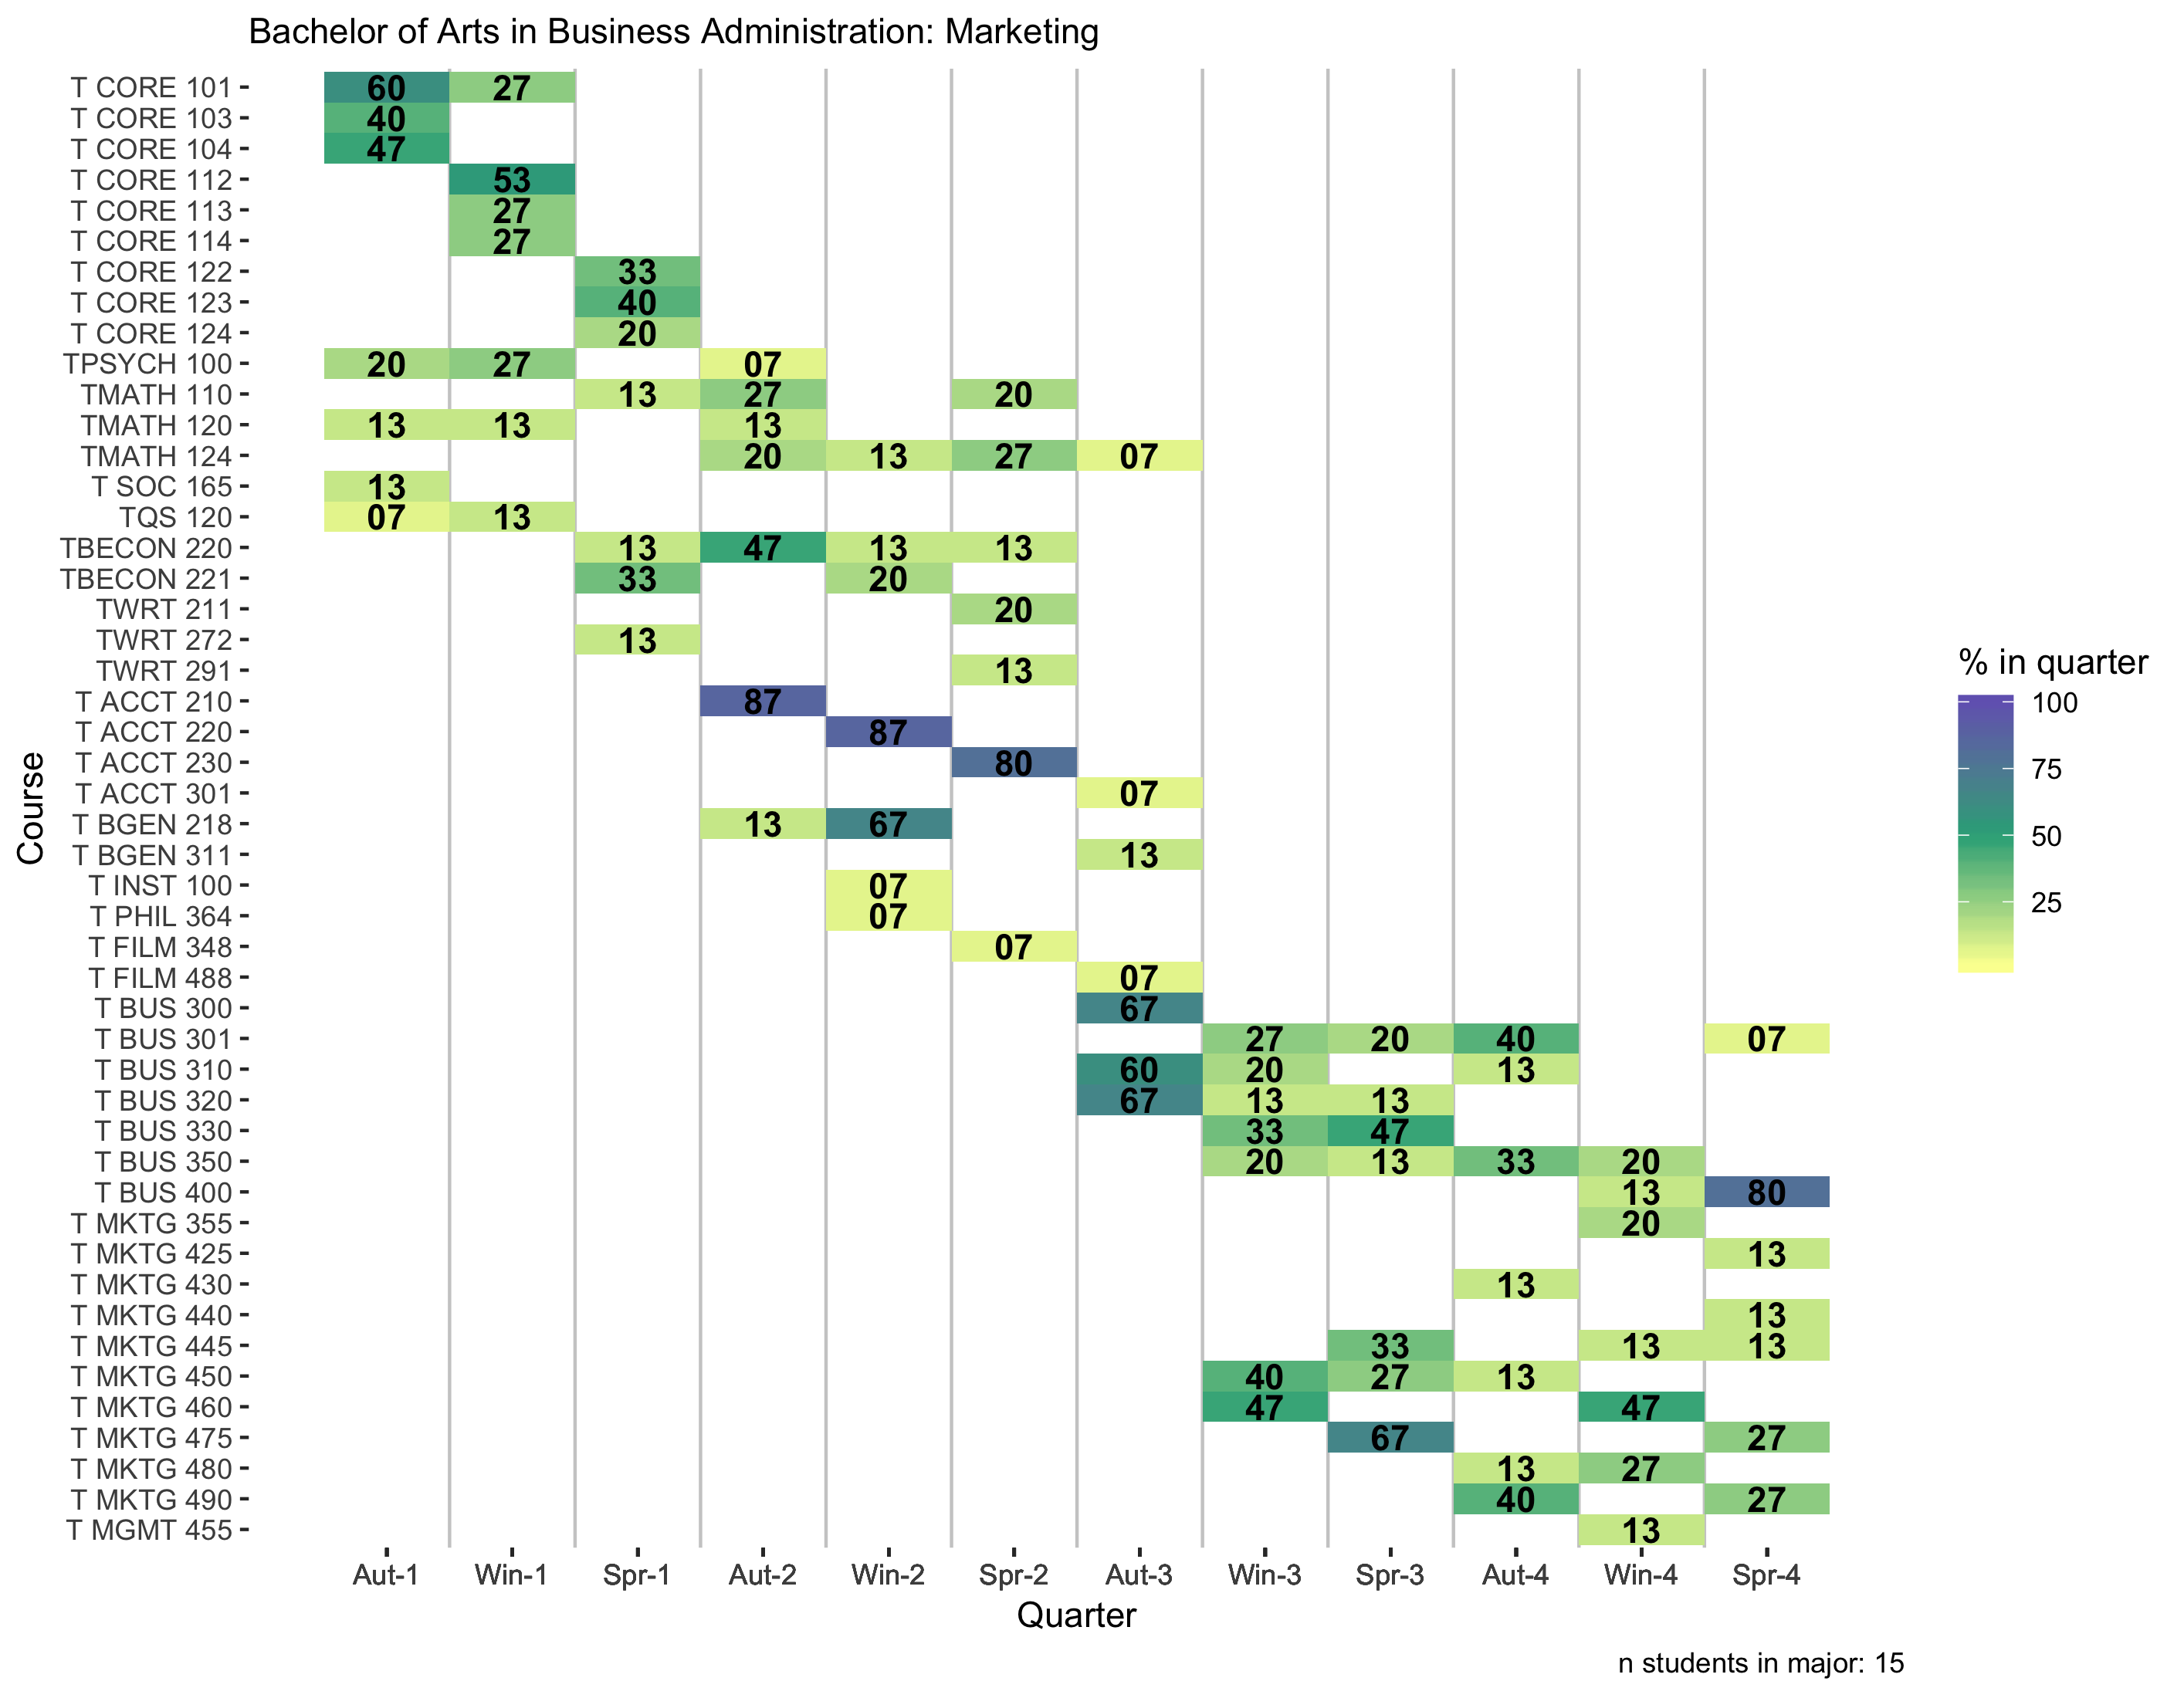 Bachelor of Arts in Business Administration: Marketing
T CORE 101 60 27
T CORE 103 40
T CORE 104 47
T CORE 112 53
T CORE 113 27
T CORE 114 27
T CORE 122 33
T CORE 123 40
T CORE 124 20
TPSYCH 100 20 27 07
TMATH 110 13 27 20
TMATH 120 13 13 13
TMATH 124 20 13 27 07
T SOC 165 13
TQS 120 07 13
TBECON 220 13 47 13 13
TBECON 221 33 20
TWRT 211 20
TWRT 272 13
TWRT 291 13
T ACCT 210 87
T ACCT 220 87
T ACCT 230 80
T ACCT 301 07
T BGEN 218 13 67
T BGEN 311 13
T INST 100 07
T PHIL 364 07
T FILM 348 07
T FILM 488 07
T BUS 300 67
T BUS 301 27 20 40 07
T BUS 310 60 20 13
T BUS 320 67 13 13
T BUS 330 33 47
T BUS 350 20 13 33 20
T BUS 400 13 80
T MKTG 355 20
T MKTG 425 13
T MKTG 430 13
T MKTG 440 13
T MKTG 445 33 13 13
T MKTG 450 40 27 13
T MKTG 460 47 47
T MKTG 475 67 27
T MKTG 480 13 27
T MKTG 490 40 27
T MGMT 455 13
Aut-1 Win-1 Spr-1 Aut-2 Win-2 Spr-2 Aut-3 Win-3 Spr-3 Aut-4 Win-4 Spr-4
Quarter
Course
% in quarter
100
75
50
25
n students in major: 15